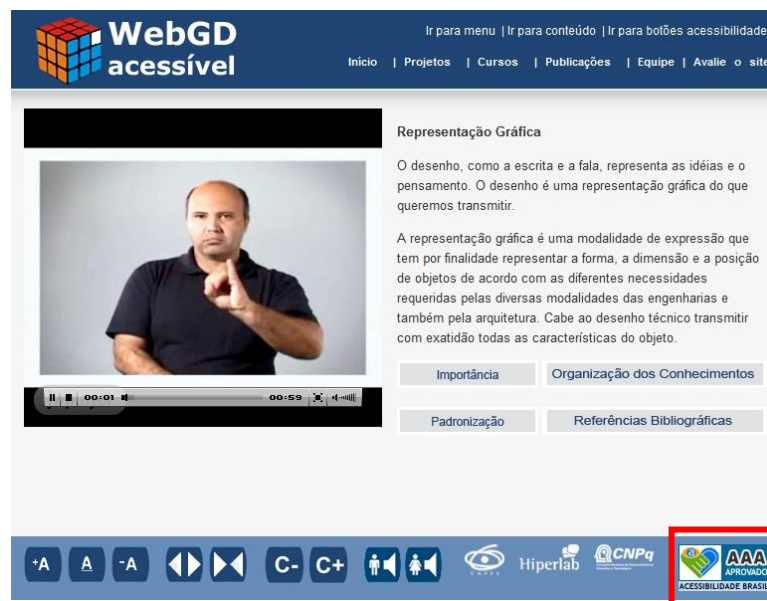 WebGD
acessível
Ir para menu | Ir para conteúdo | Ir para botões acessibilidade
Início | Projetos | Cursos | Publicações | Equipe | Avalie o site
Representação Gráfica
O desenho, como a escrita e a fala, representa as idéias e o
pensamento. O desenho é uma representação gráfica do que
queremos transmitir.
A representação gráfica é uma modalidade de expressão que
tem por finalidade representar a forma, a dimensão e a posição
de objetos de acordo com as diferentes necessidades
requeridas pelas diversas modalidades das engenharias e
também pela arquitetura. Cabe ao desenho técnico transmitir
com exatidão todas as características do objeto.
Importância
Organização dos Conhecimentos
Padronização
Referências Bibliográficas
00:01
00:59
+A A -A C- C+
CAPES
Hiperlab
CNPq
AAA
APROVADO
ACESSIBILIDADE BRASIL